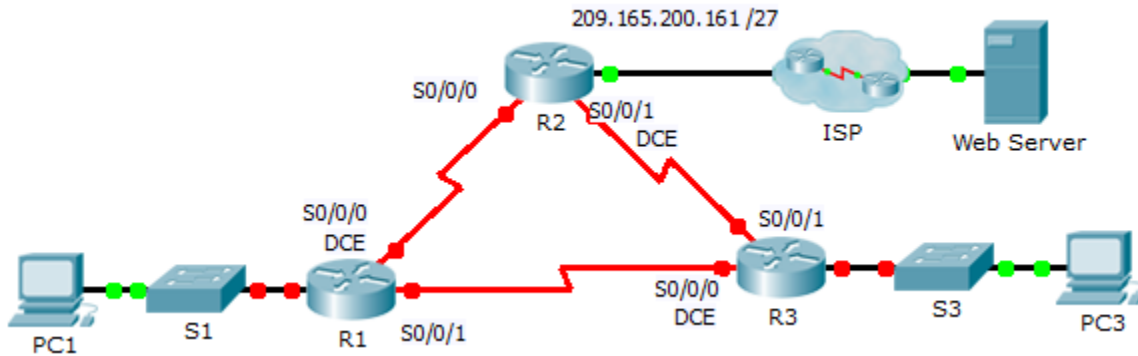 209.165.200.161 /27
S0/0/0
R2
S0/0/1
DCE
ISP
Web Server
S0/0/0
DCE
S0/0/1
PC1
S1
R1
S0/0/1
S0/0/0
DCE
R3
S3
PC3